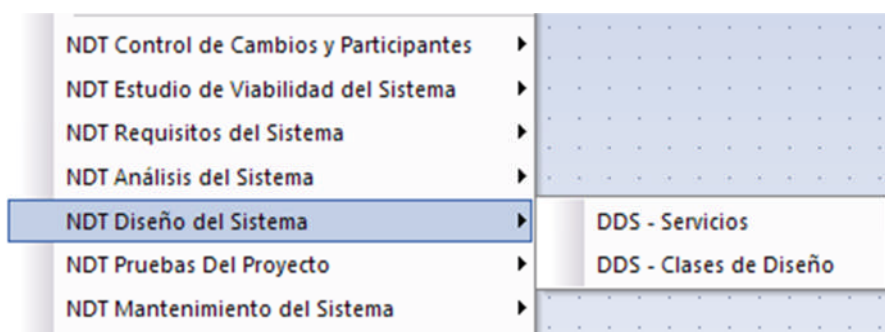 NDT Control de Cambios y Participantes
NDT Estudio de Viabilidad del Sistema
NDT Requisitos del Sistema
NDT Análisis del Sistema
NDT Diseño del Sistema
DDS - Servicios
DDS - Clases de Diseño
NDT Pruebas Del Proyecto
NDT Mantenimiento del Sistema